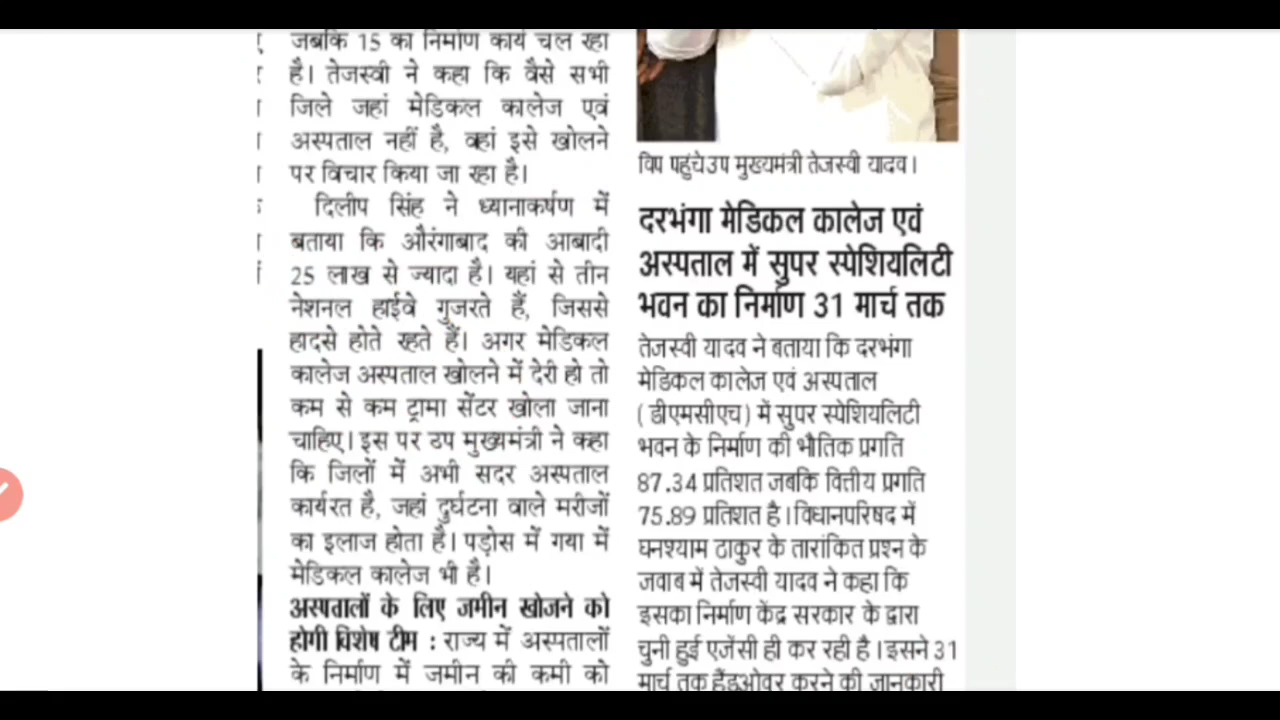 जबकि 15 का निर्माण कार्य चल रहा
है। तेजस्वी ने कहा कि वैसे सभी
जिले जहां मेडिकल कालेज एवं
अस्पताल नहीं है, वहां इसे खोलने
पर विचार किया जा रहा है।
दिलीप सिंह ने ध्यानाकर्षण में
बताया कि औरंगाबाद की आबादी
25 लाख से ज्यादा है। यहां से तीन
नेशनल हाईवे गुजरते हैं, जिससे
हादसे होते रहते हैं। अगर मेडिकल
कालेज अस्पताल खोलने में देरी हो तो
कम से कम ट्रामा सेंटर खोला जाना
चाहिए। इस पर उप मुख्यमंत्री ने कहा
कि जिलों में अभी सदर अस्पताल
कार्यरत है, जहां दुर्घटना वाले मरीजों
का इलाज होता है। पड़ोस में गया में
मेडिकल कालेज भी है।
अस्पतालों के लिए जमीन खोजने को
होगी विशेष टीम : राज्य में अस्पतालों
के निर्माण में जमीन की कमी को
विप पहुंचे उप मुख्यमंत्री तेजस्वी यादव।
दरभंगा मेडिकल कालेज एवं
अस्पताल में सुपर स्पेशियलिटी
भवन का निर्माण 31 मार्च तक
तेजस्वी यादव ने बताया कि दरभंगा
मेडिकल कालेज एवं अस्पताल
(डीएमसीएच) में सुपर स्पेशियलिटी
भवन के निर्माण की भौतिक प्रगति
87.34 प्रतिशत जबकि वित्तीय प्रगति
75.89 प्रतिशत है। विधानपरिषद में
घनश्याम ठाकुर के तारांकित प्रश्न के
जवाब में तेजस्वी यादव ने कहा कि
इसका निर्माण केंद्र सरकार के द्वारा
चुनी हुई एजेंसी ही कर रही है। इसने 31
मार्च तक हैंडओवर करने की जानकारी